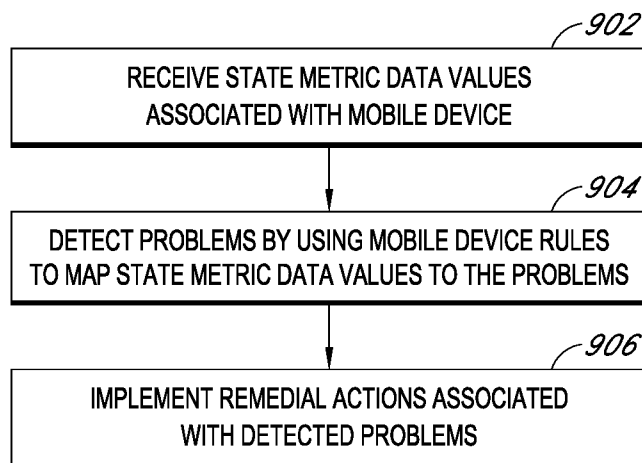 902
RECEIVE STATE METRIC DATA VALUES
ASSOCIATED WITH MOBILE DEVICE
904
DETECT PROBLEMS BY USING MOBILE DEVICE RULES
TO MAP STATE METRIC DATA VALUES TO THE PROBLEMS
906
IMPLEMENT REMEDIAL ACTIONS ASSOCIATED
WITH DETECTED PROBLEMS